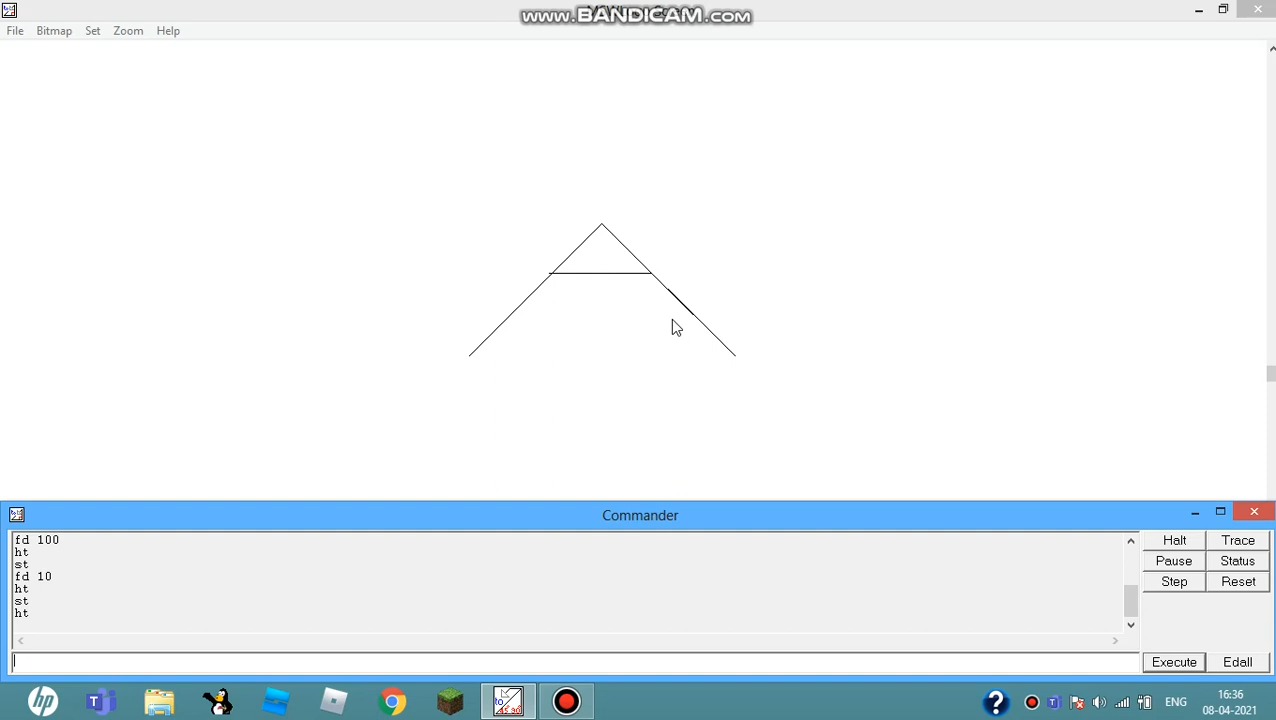 www.BANDICAM.com
File Bitmap Set Zoom Help
Commander
fd 100
ht
st
fd 10
ht
st
ht
Halt Trace
Pause Status
Step Reset
Execute Edall
ENG
16:36
08-04-2021